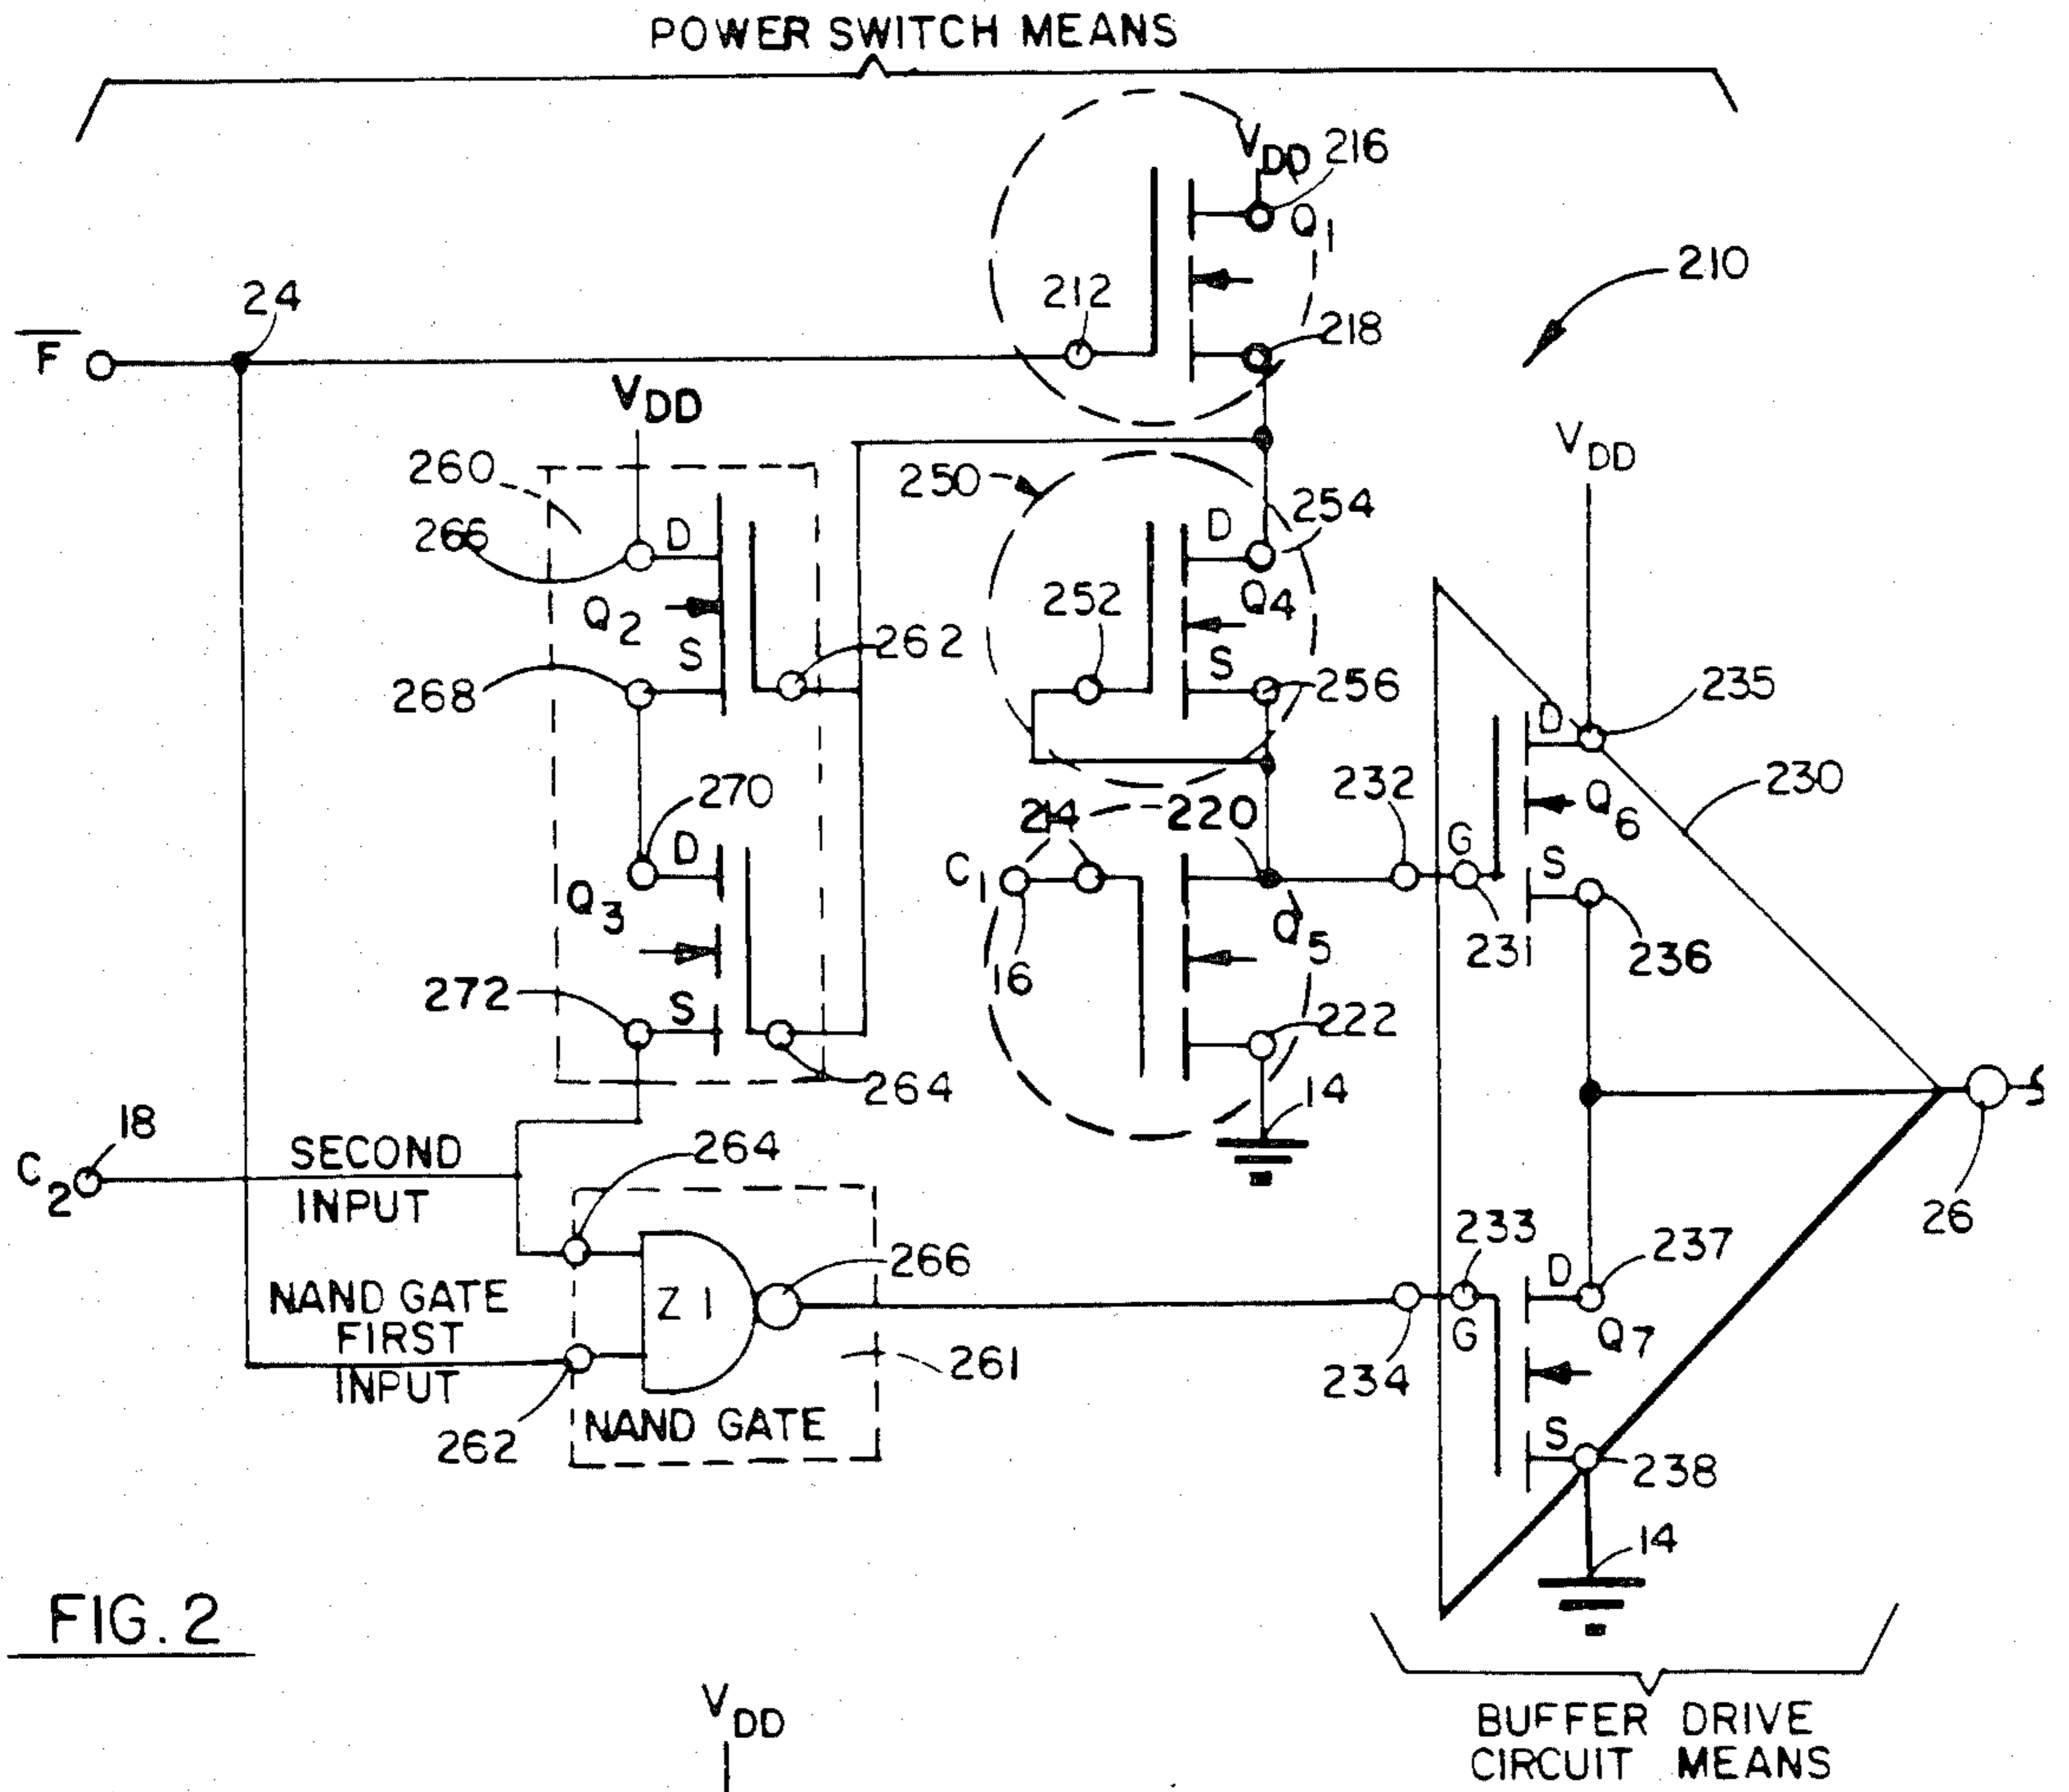 POWER SWITCH MEANS
VDD 216
Q1
210
24
212
218
F
VDD
VDD
260
250
254
266
D
D
Q4
Q2
252
S
S
262
268
256
235
D
270
232
230
214
220
Q6
D
C1
G
S
Q3
Q5
231
236
16
272
S
222
264
14
18
SECOND
264
C2
INPUT
26
233
237
266
D
NAND GATE
Z1
FIRST
G
Q7
INPUT
261
234
NAND GATE
S
262
238
14
FIG. 2
VDD
BUFFER DRIVE
CIRCUIT MEANS